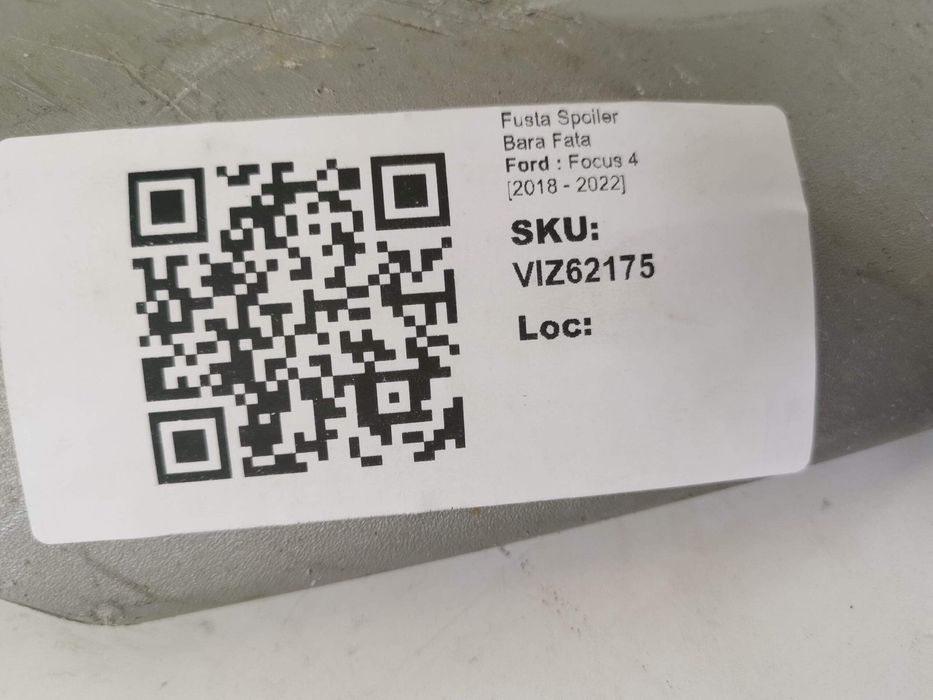 Fusta Spoiler
Bara Fata
Ford : Focus 4
[2018 - 2022]
SKU:
VIZ62175
Loc: